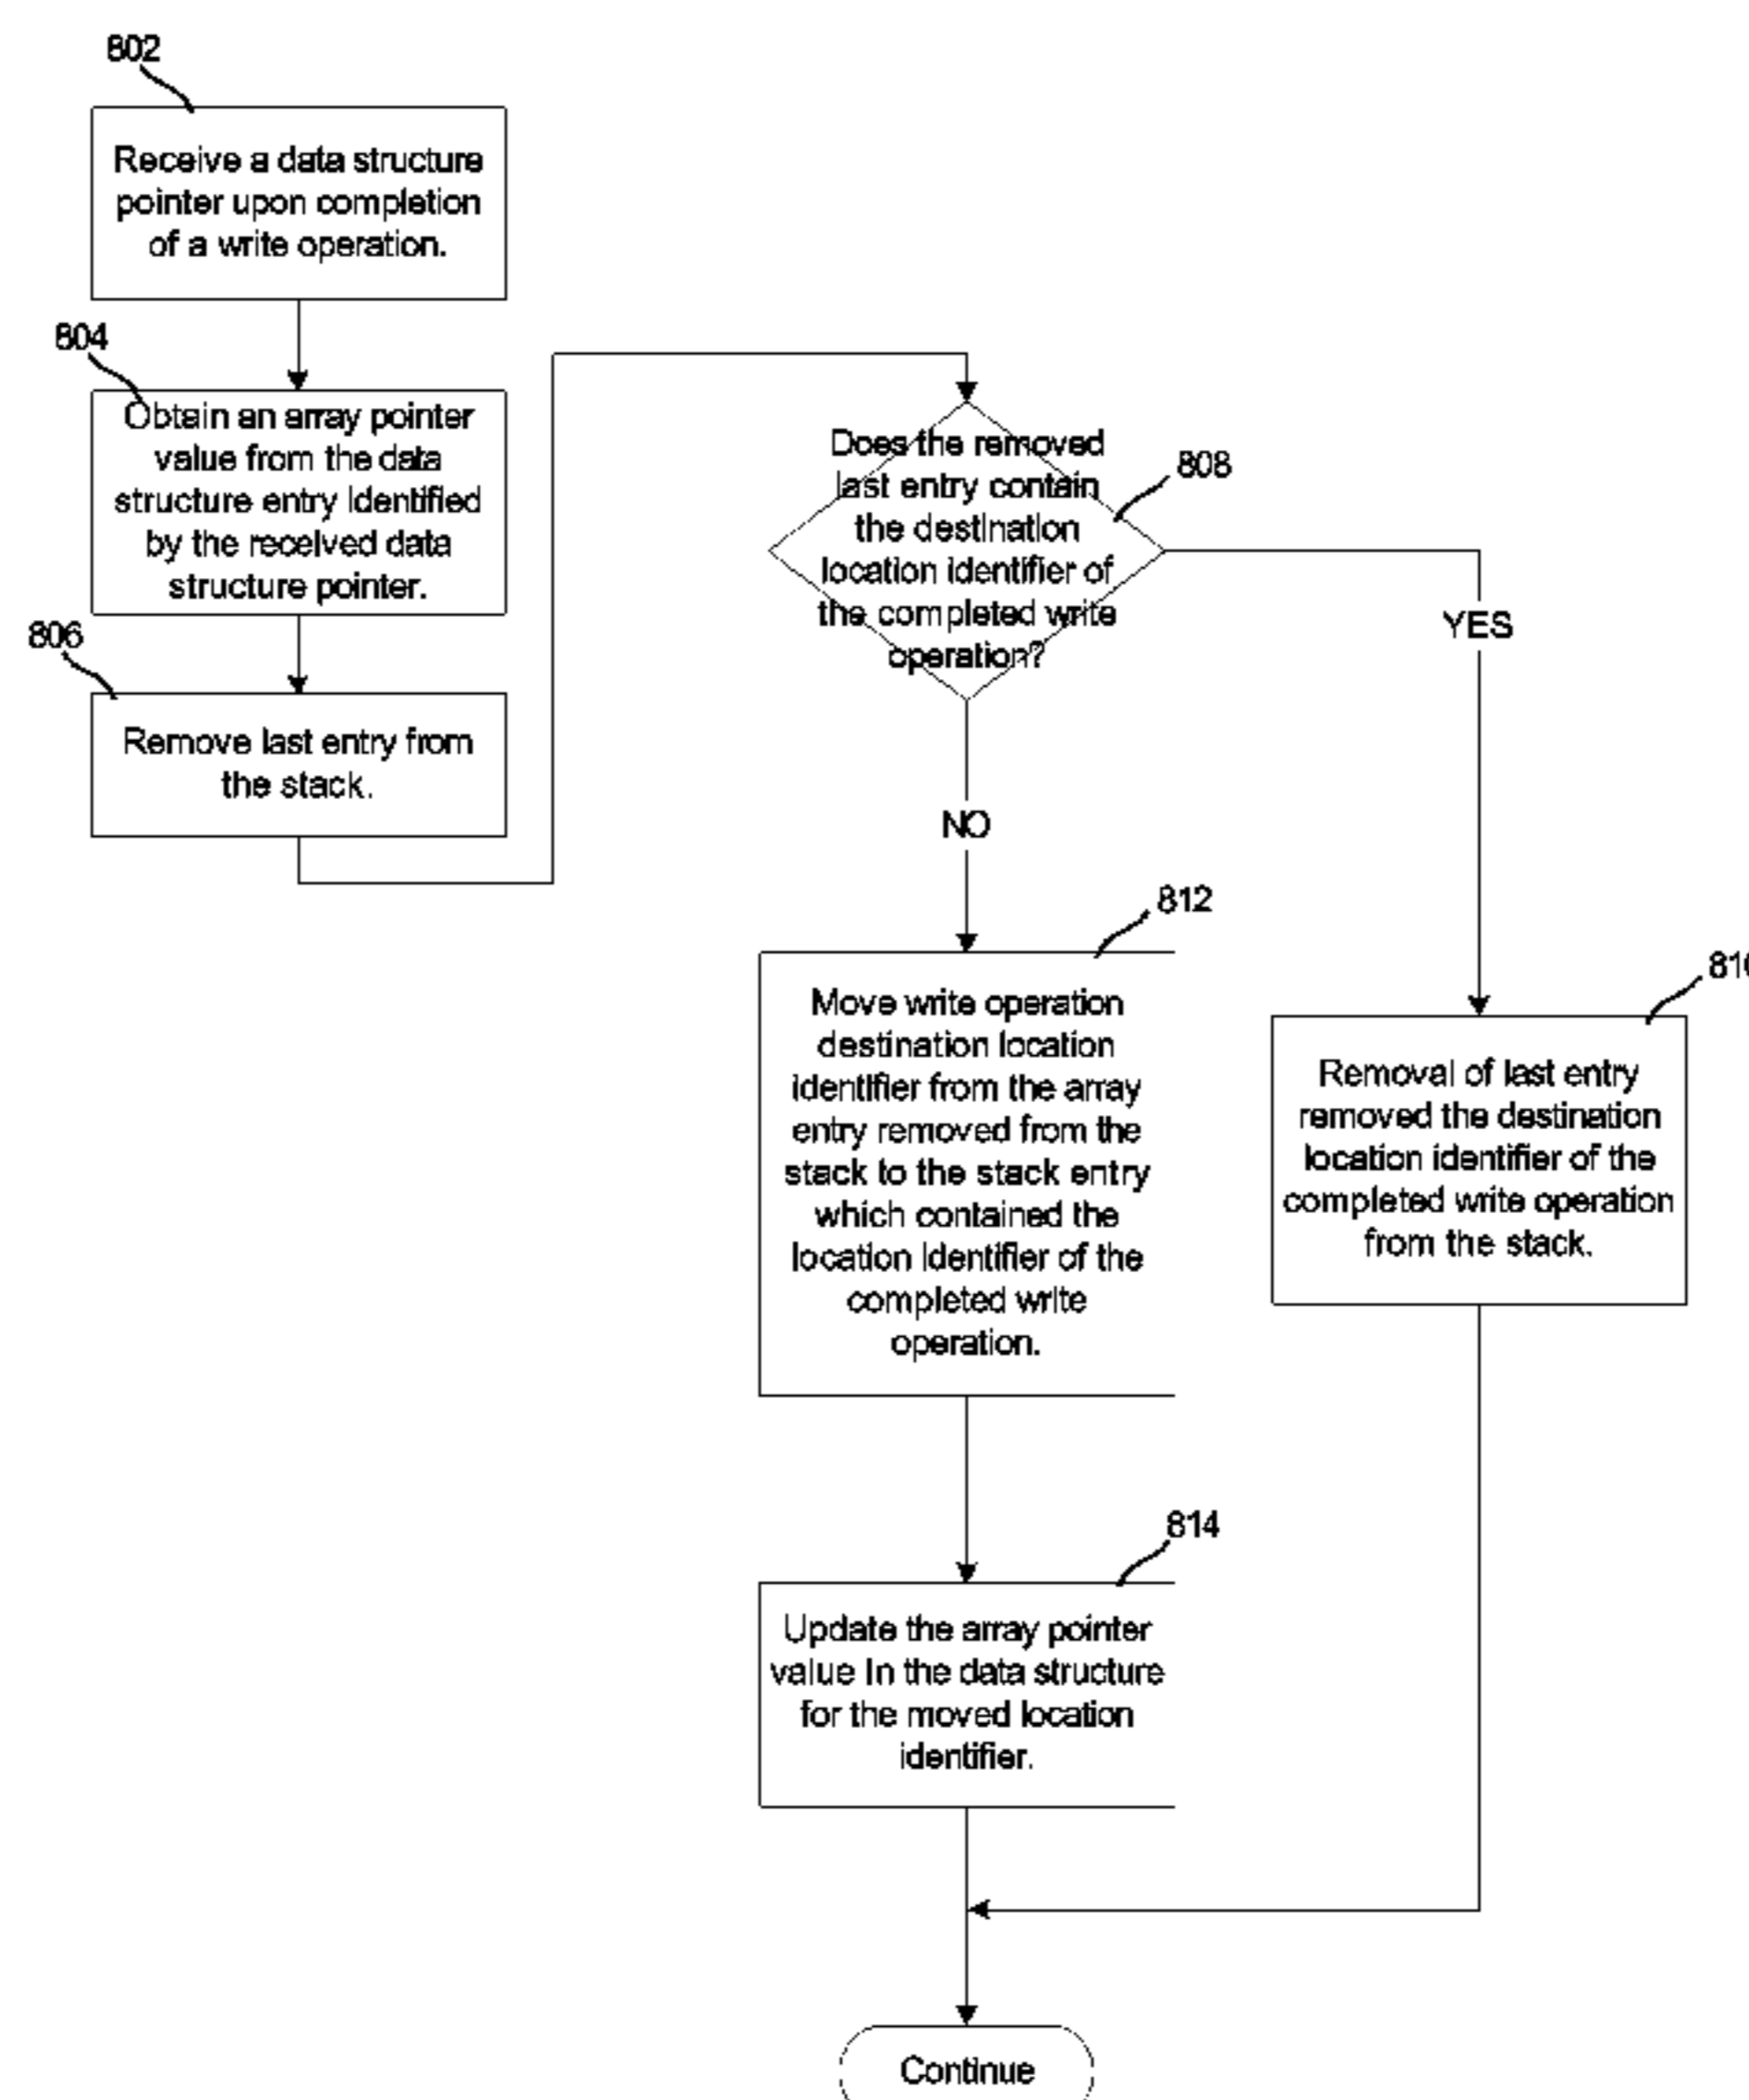 802
Receive a data structure
pointer upon completion
of a write operation.
804
Obtain an array pointer
value from the data
structure entry identified
by the received data
structure pointer.
806
Remove last entry from
the stack.
Does the removed
last entry contain
the destination
location identifier of
the completed write
operation?
808
YES
NO
812
Move write operation
destination location
identifier from the array
entry removed from the
stack to the stack entry
which contained the
location identifier of the
completed write
operation.
Removal of last entry
removed the destination
location identifier of the
completed write operation
from the stack.
814
Update the array pointer
value in the data structure
for the moved location
identifier.
Continue